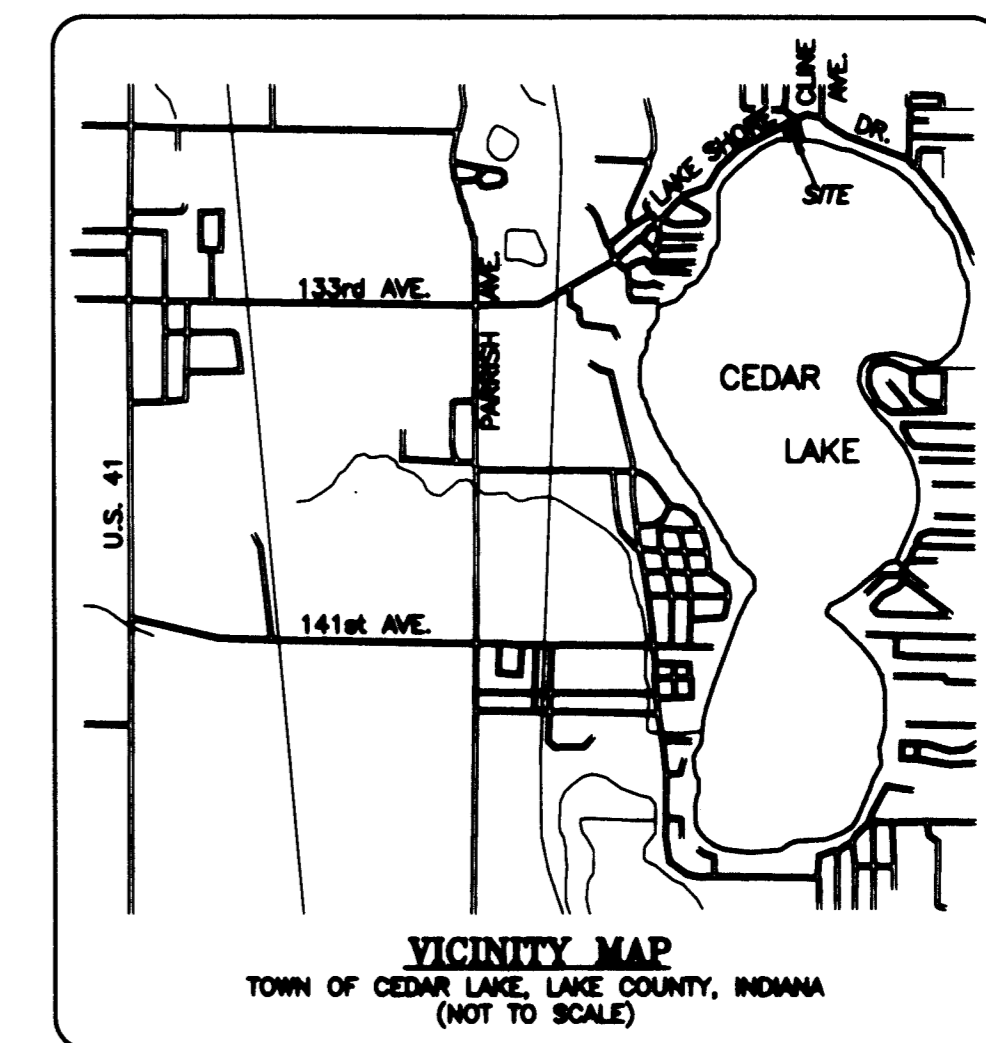 CLINE
AVE.
LAKE SHORE
DR.
SITE
133rd AVE.
PARRISH AVE.
CEDAR
LAKE
U.S. 41
141st AVE.
VICINITY MAP
TOWN OF CEDAR LAKE, LAKE COUNTY, INDIANA
(NOT TO SCALE)